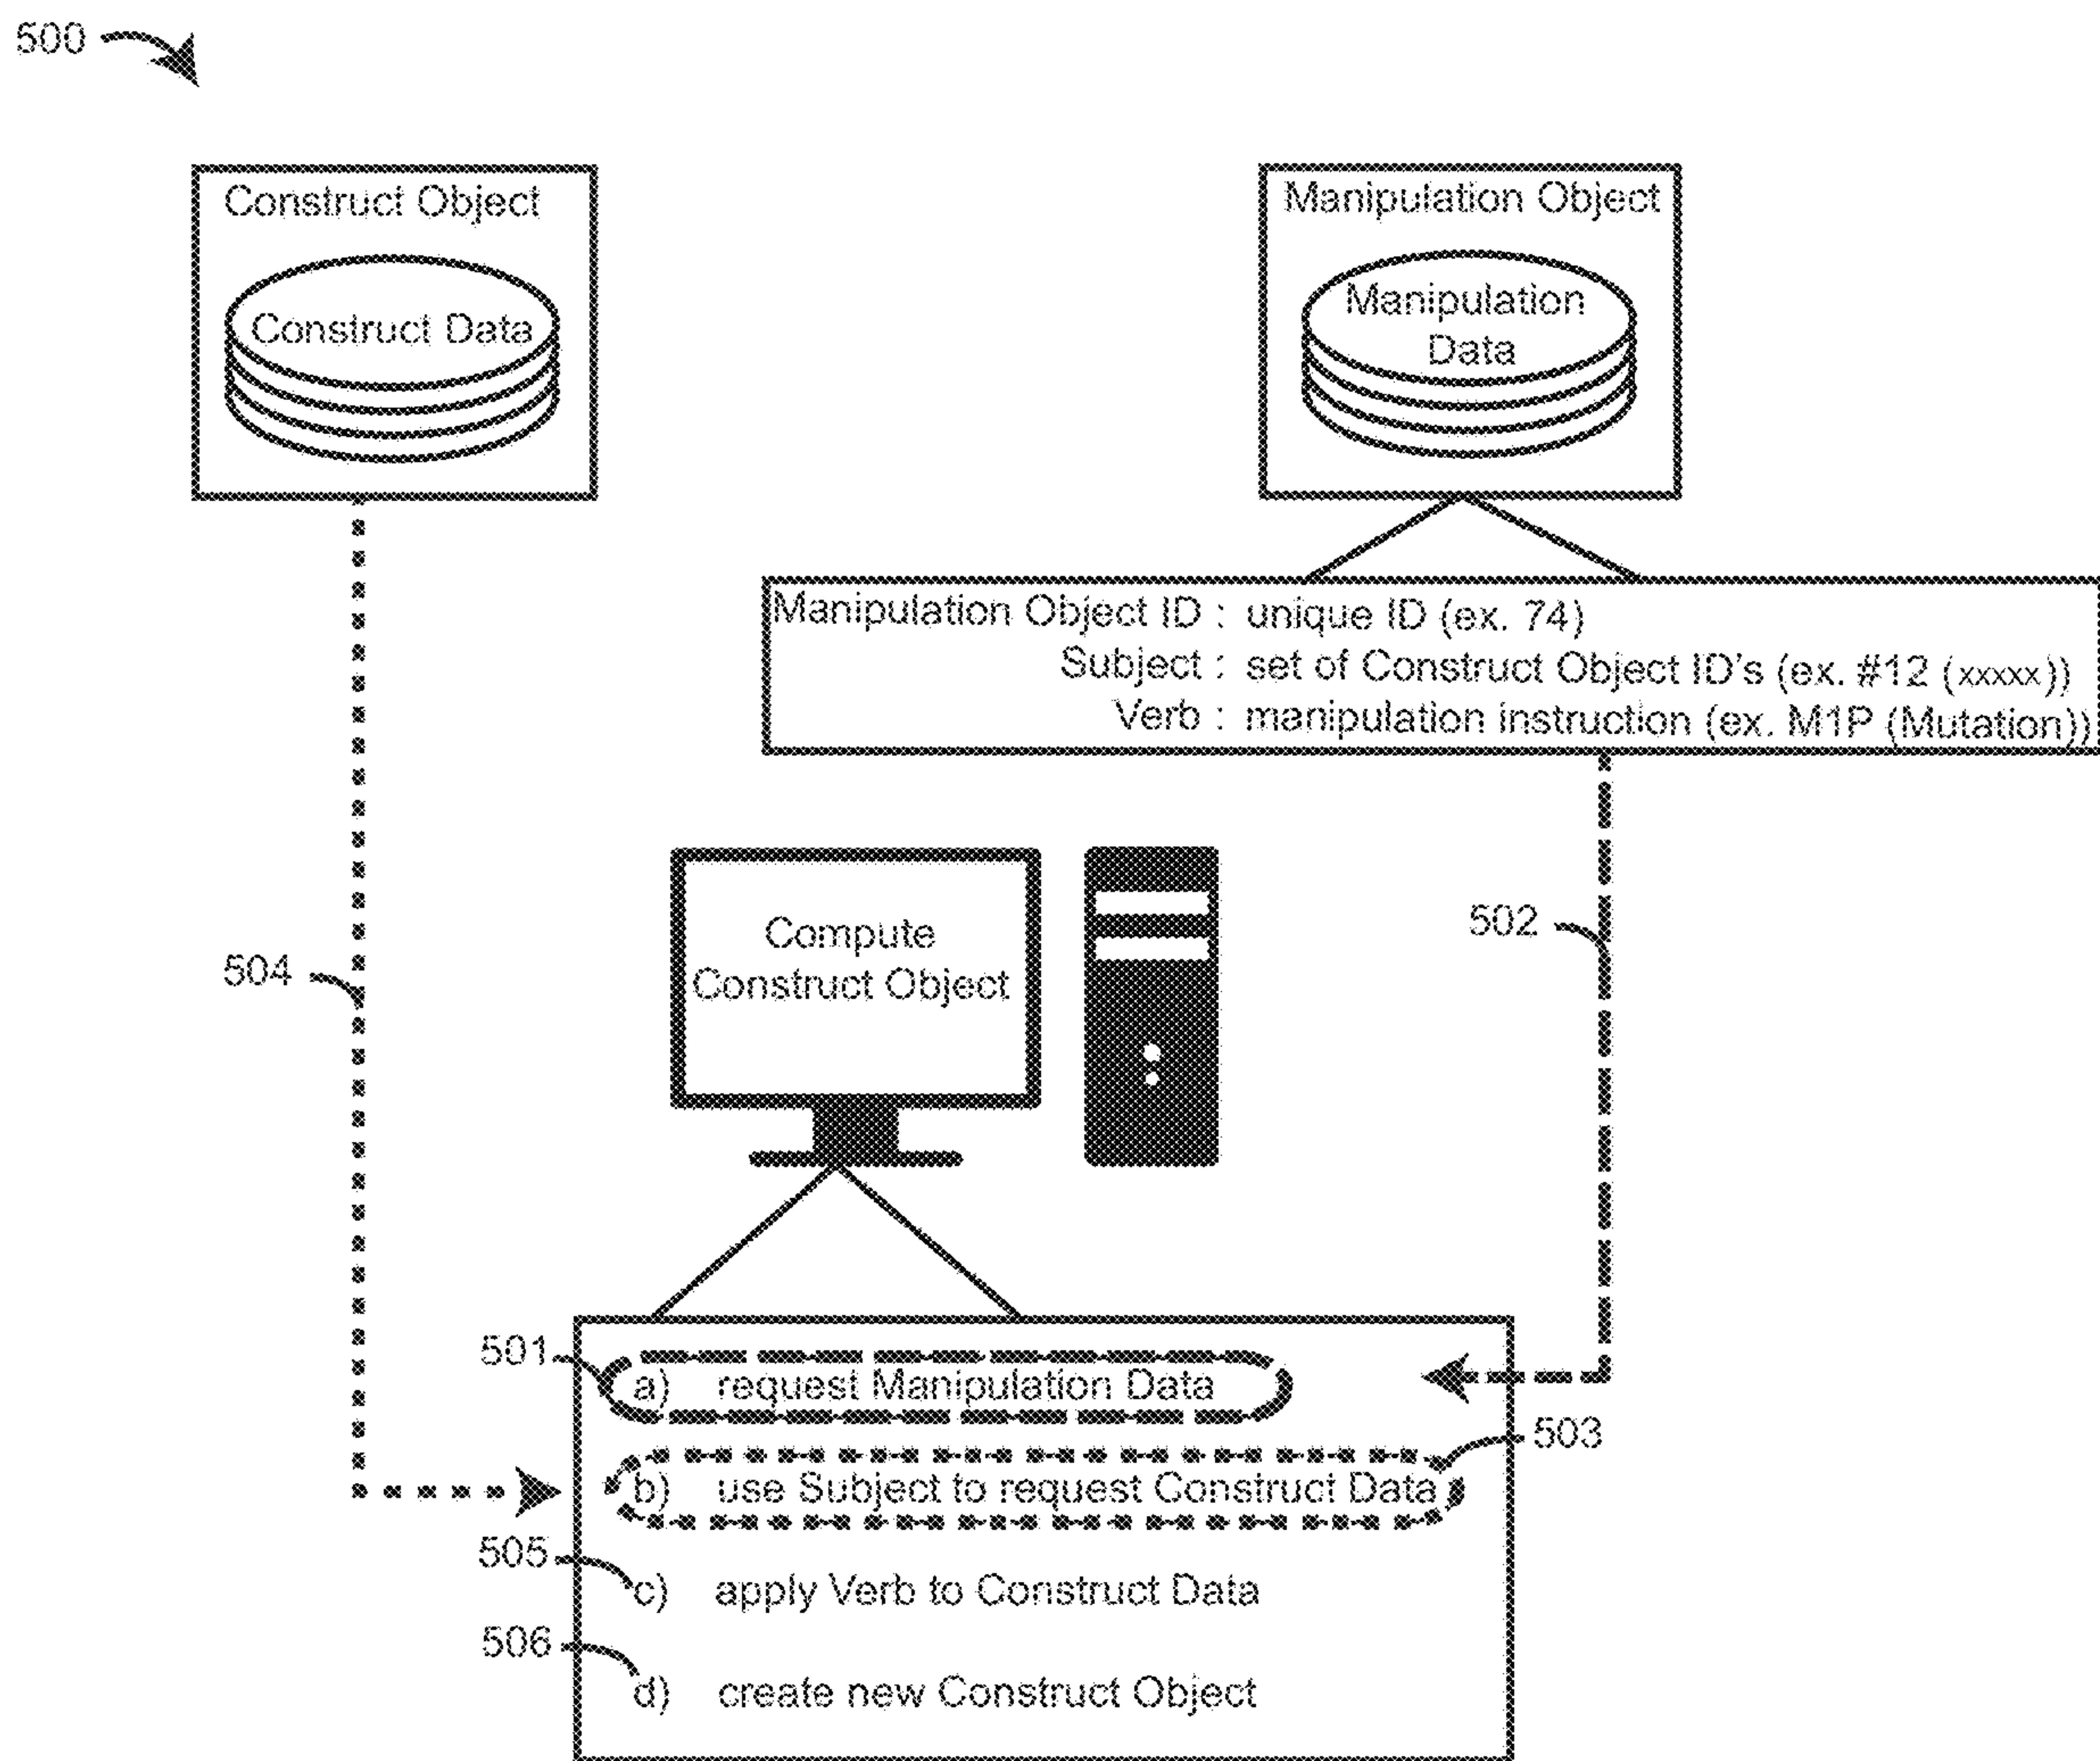 500
Construct Object
Construct Data
Manipulation Object
Manipulation
Data
Manipulation Object ID : unique ID (ex. 74)
Subject : set of Construct Object ID's (ex. #12 (xxxxx))
Verb : manipulation instruction (ex. M1P (Mutation))
Compute
Construct Object
502
504
501
a) request Manipulation Data
503
b) use Subject to request Construct Data
505
c) apply Verb to Construct Data
506
d) create new Construct Object